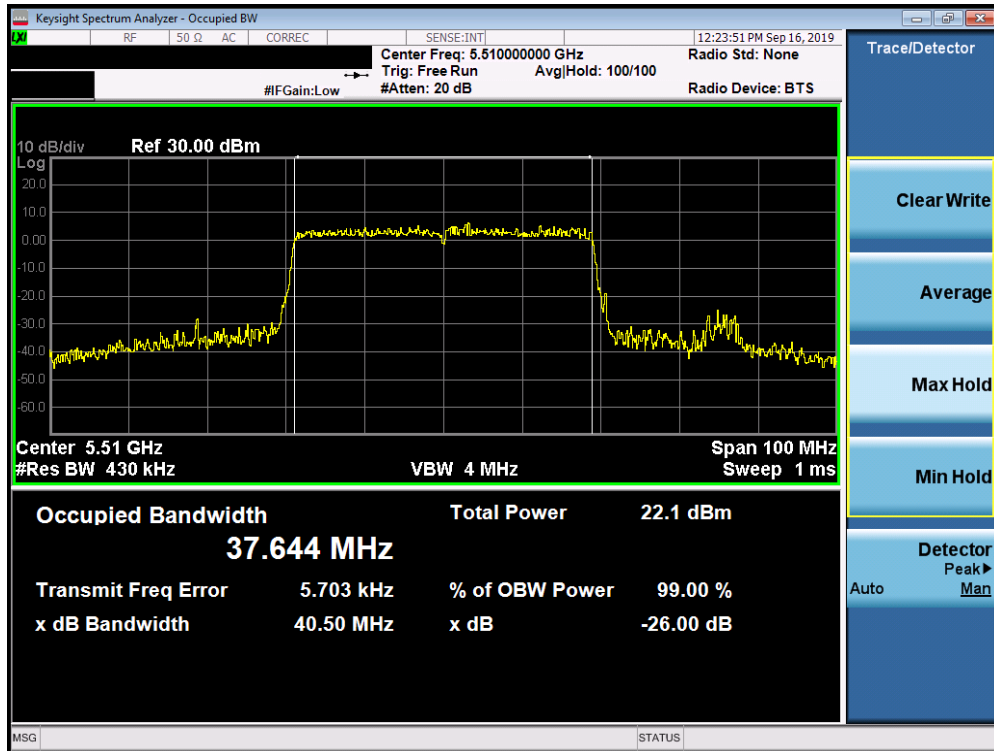 Keysight Spectrum Analyzer - Occupied BW
LXI RF 50 Ω AC CORREC SENSE:INT 12:23:51 PM Sep 16, 2019
Center Freq: 5.510000000 GHz Radio Std: None
Trig: Free Run Avg|Hold: 100/100
#IFGain:Low #Atten: 20 dB Radio Device: BTS
Trace/Detector
10 dB/div Ref 30.00 dBm
Log
20.0
10.0
0.00
-10.0
-20.0
-30.0
-40.0
-50.0
-60.0
Center 5.51 GHz Span 100 MHz
#Res BW 430 kHz VBW 4 MHz Sweep 1 ms
Occupied Bandwidth Total Power 22.1 dBm
37.644 MHz
Transmit Freq Error 5.703 kHz % of OBW Power 99.00 %
x dB Bandwidth 40.50 MHz x dB -26.00 dB
Clear Write
Average
Max Hold
Min Hold
Detector
Peak▶
Auto Man
MSG STATUS